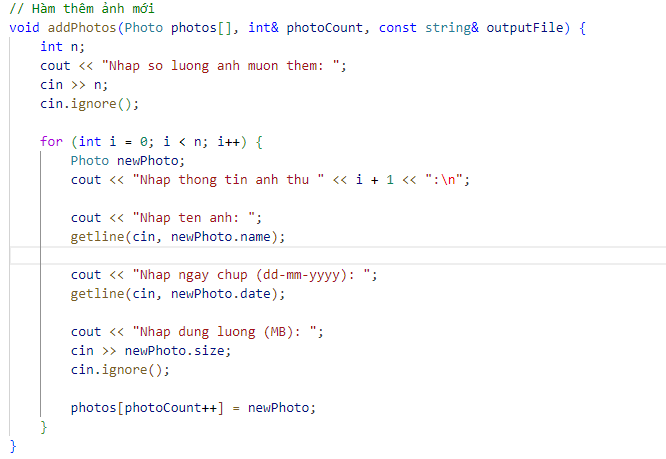 // Hàm thêm ảnh mới
void addPhotos(Photo photos[], int& photoCount, const string& outputFile) {
    int n;
    cout << "Nhap so luong anh muon them: ";
    cin >> n;
    cin.ignore();
    for (int i = 0; i < n; i++) {
        Photo newPhoto;
        cout << "Nhap thong tin anh thu " << i + 1 << ":\n";
        cout << "Nhap ten anh: ";
        getline(cin, newPhoto.name);
        cout << "Nhap ngay chup (dd-mm-yyyy): ";
        getline(cin, newPhoto.date);
        cout << "Nhap dung luong (MB): ";
        cin >> newPhoto.size;
        cin.ignore();
        photos[photoCount++] = newPhoto;
    }
}